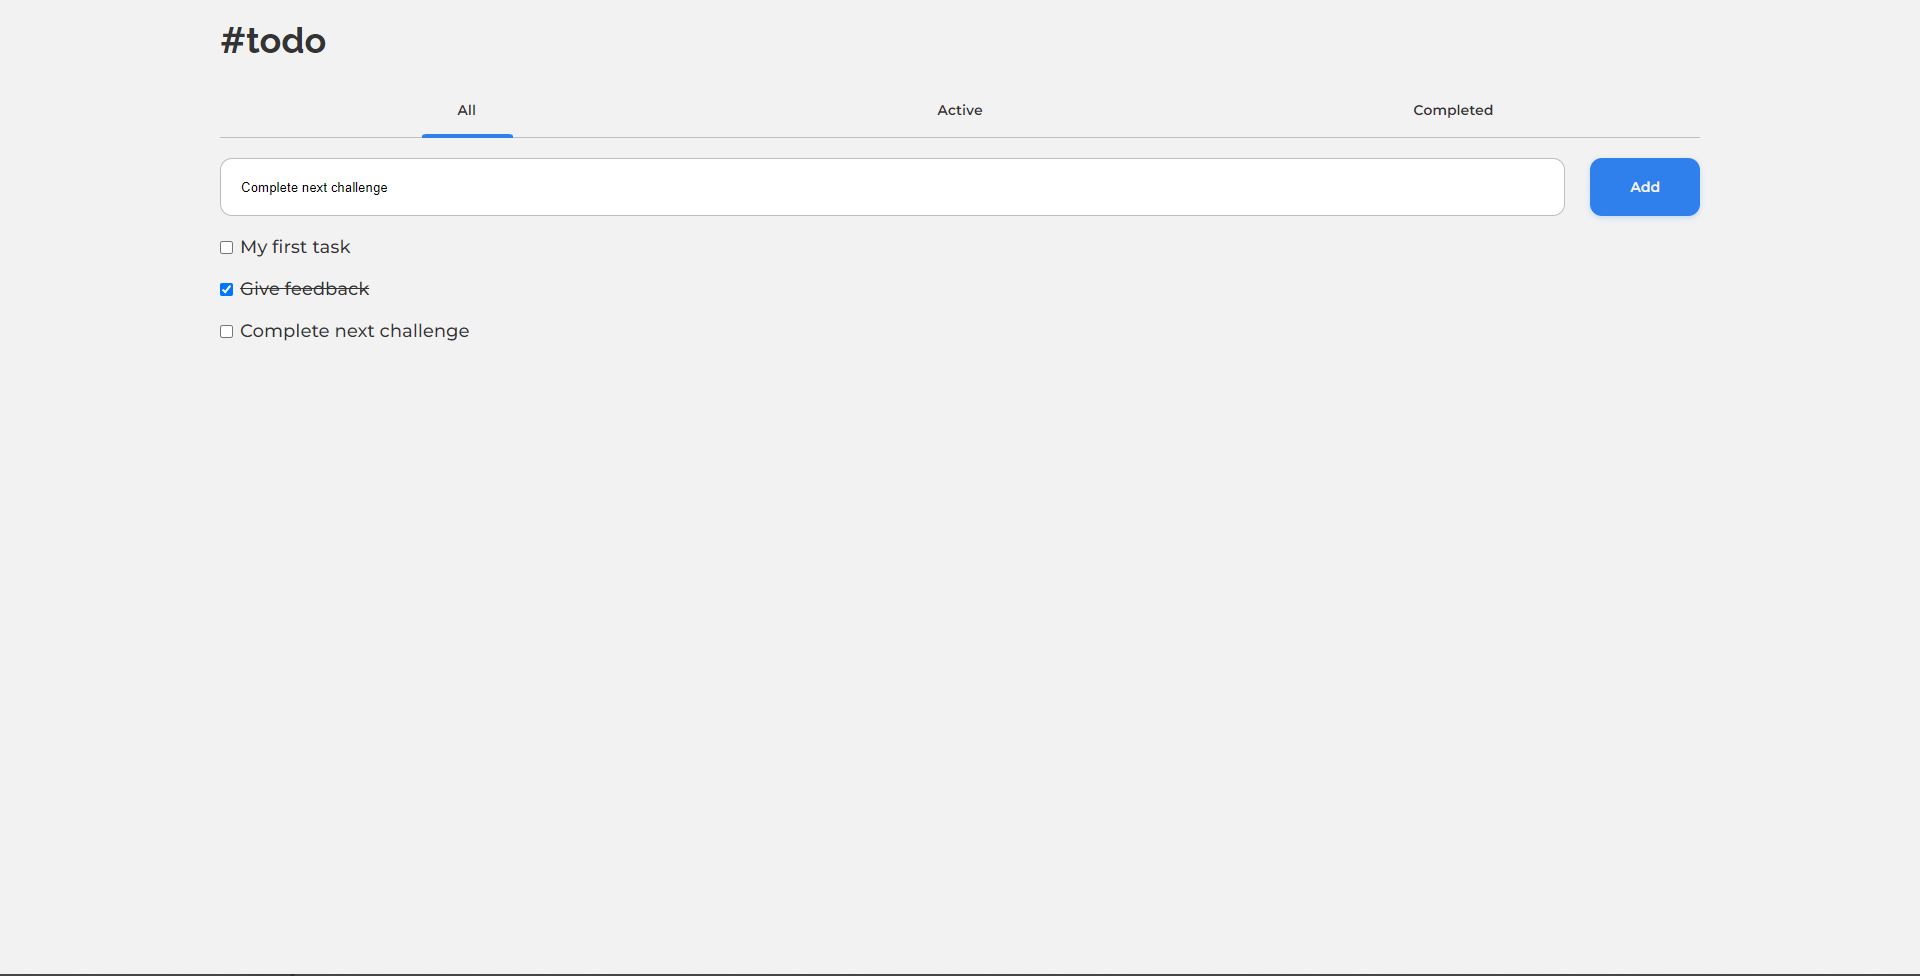 #todo
All Active Completed
Complete next challenge Add
My first task
Give feedback
Complete next challenge